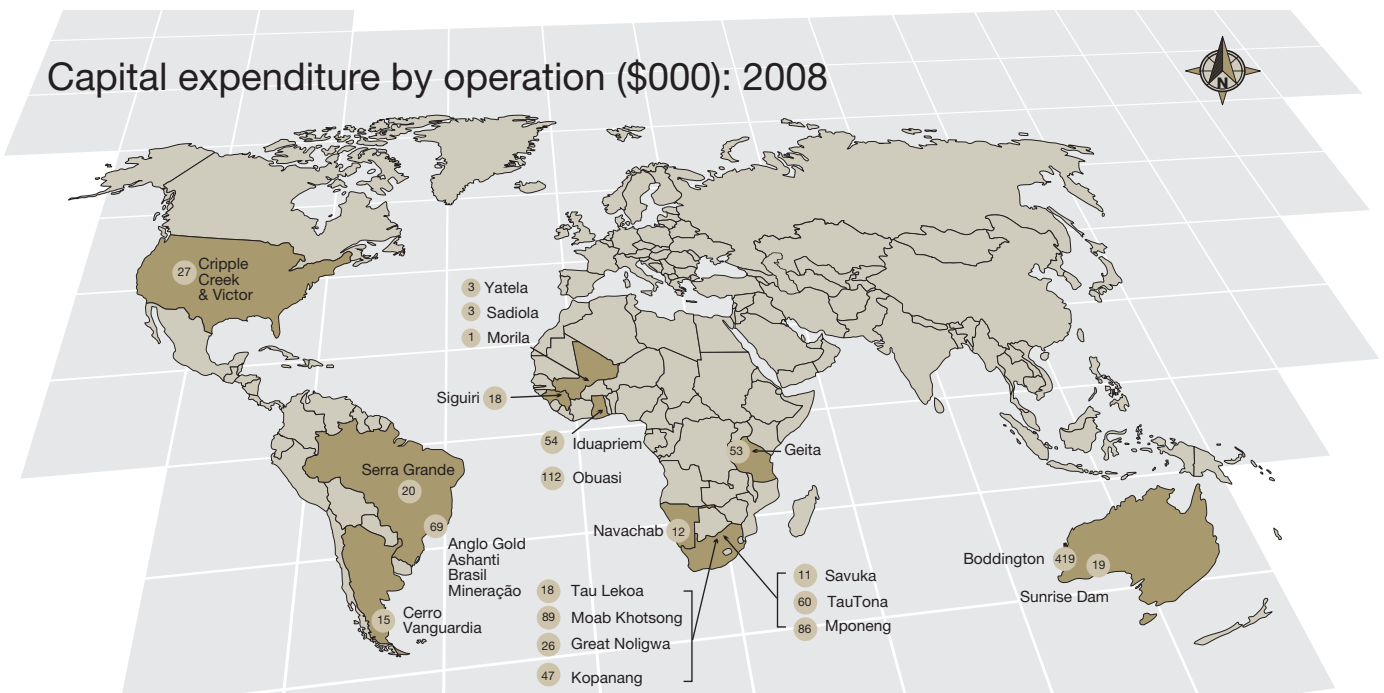 Capital expenditure by operation ($000): 2008
N
27 Cripple
Creek
& Victor
3 Yatela
3 Sadiola
1 Morila
Siguiri 18
54 Iduapriem
112 Obuasi
53 Geita
Serra Grande
20
69
Anglo Gold
Ashanti
Brasil
Mineração
15 Cerro
Vanguardia
Navachab 12
18 Tau Lekoa
89 Moab Khotsong
26 Great Noligwa
47 Kopanang
11 Savuka
60 TauTona
86 Mponeng
Boddington 419
19
Sunrise Dam